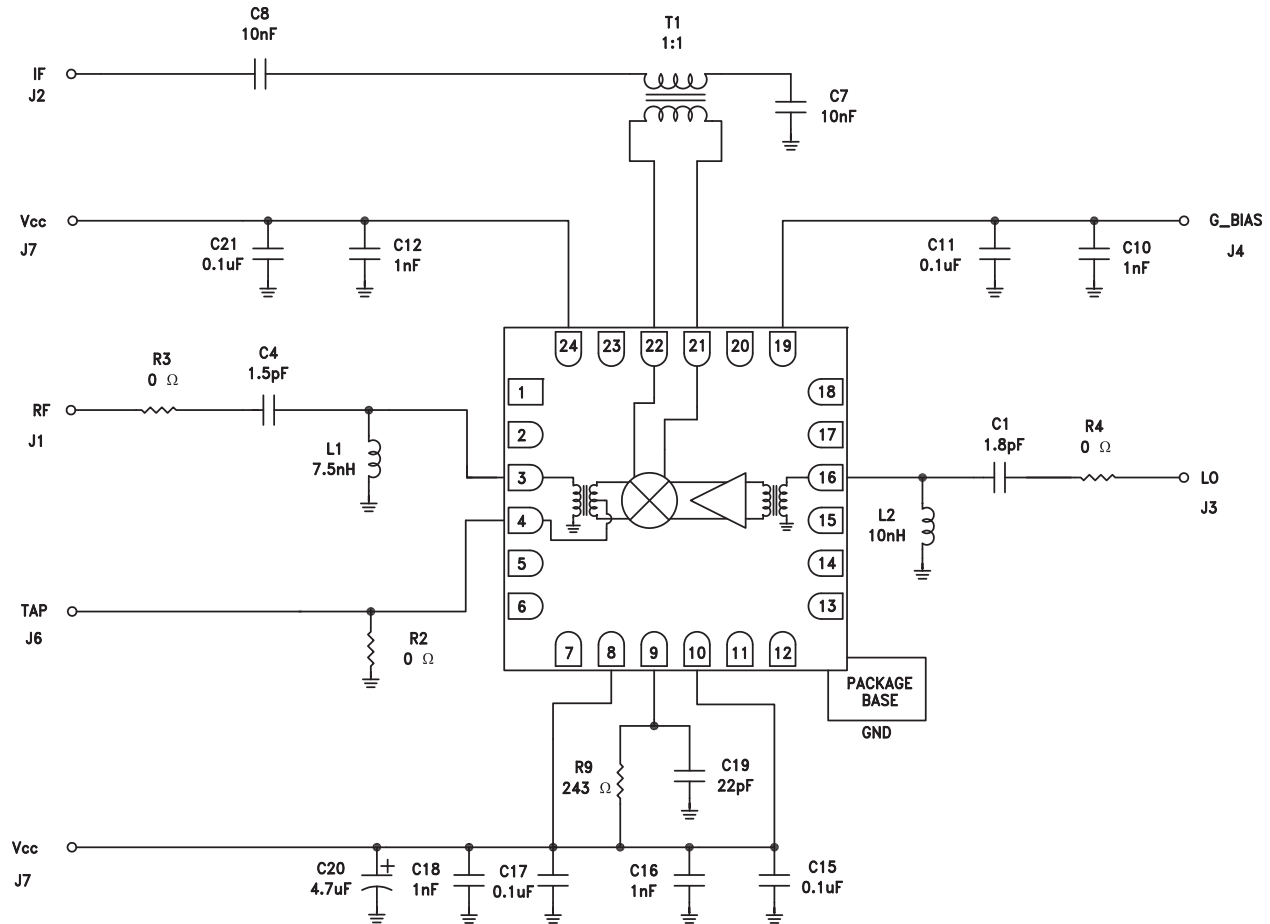 C8
10nF
T1
1:1
IF
J2
C7
10nF
Vcc
J7
C21
0.1uF
C12
1nF
C11
0.1uF
C10
1nF
G_BIAS
J4
24
23
22
21
20
19
R3
0 Ω
C4
1.5pF
RF
J1
L1
7.5nH
1
2
3
4
5
6
18
17
16
15
14
13
C1
1.8pF
R4
0 Ω
LO
J3
L2
10nH
TAP
J6
R2
0 Ω
7
8
9
10
11
12
PACKAGE
BASE
GND
R9
243 Ω
C19
22pF
Vcc
J7
C20
4.7uF
+
C18
1nF
C17
0.1uF
C16
1nF
C15
0.1uF